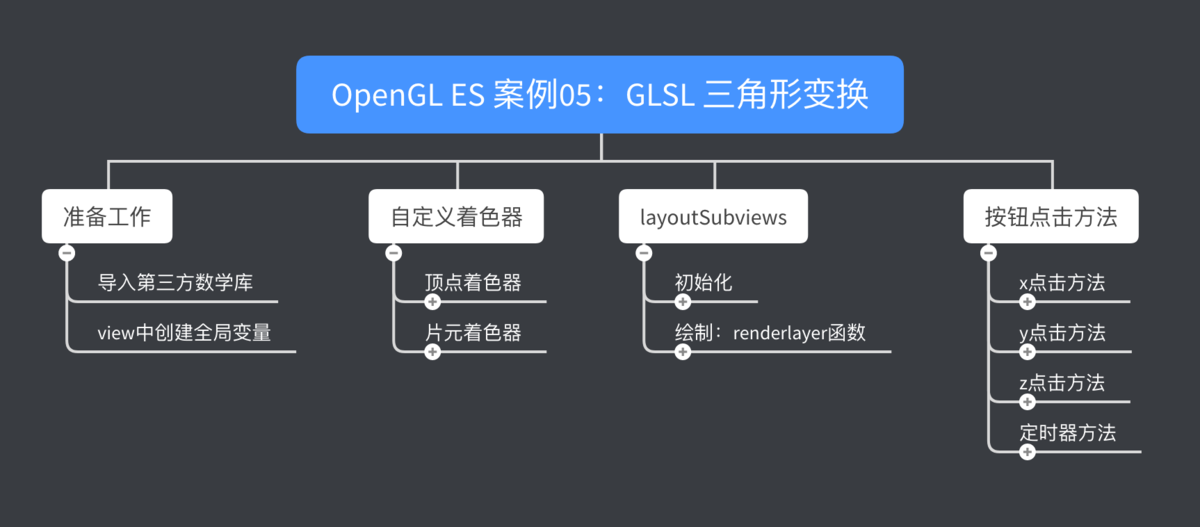 OpenGL ES 案例05：GLSL 三角形变换
准备工作
导入第三方数学库
view中创建全局变量
自定义着色器
顶点着色器
片元着色器
layoutSubviews
初始化
绘制：renderlayer函数
按钮点击方法
x点击方法
y点击方法
z点击方法
定时器方法